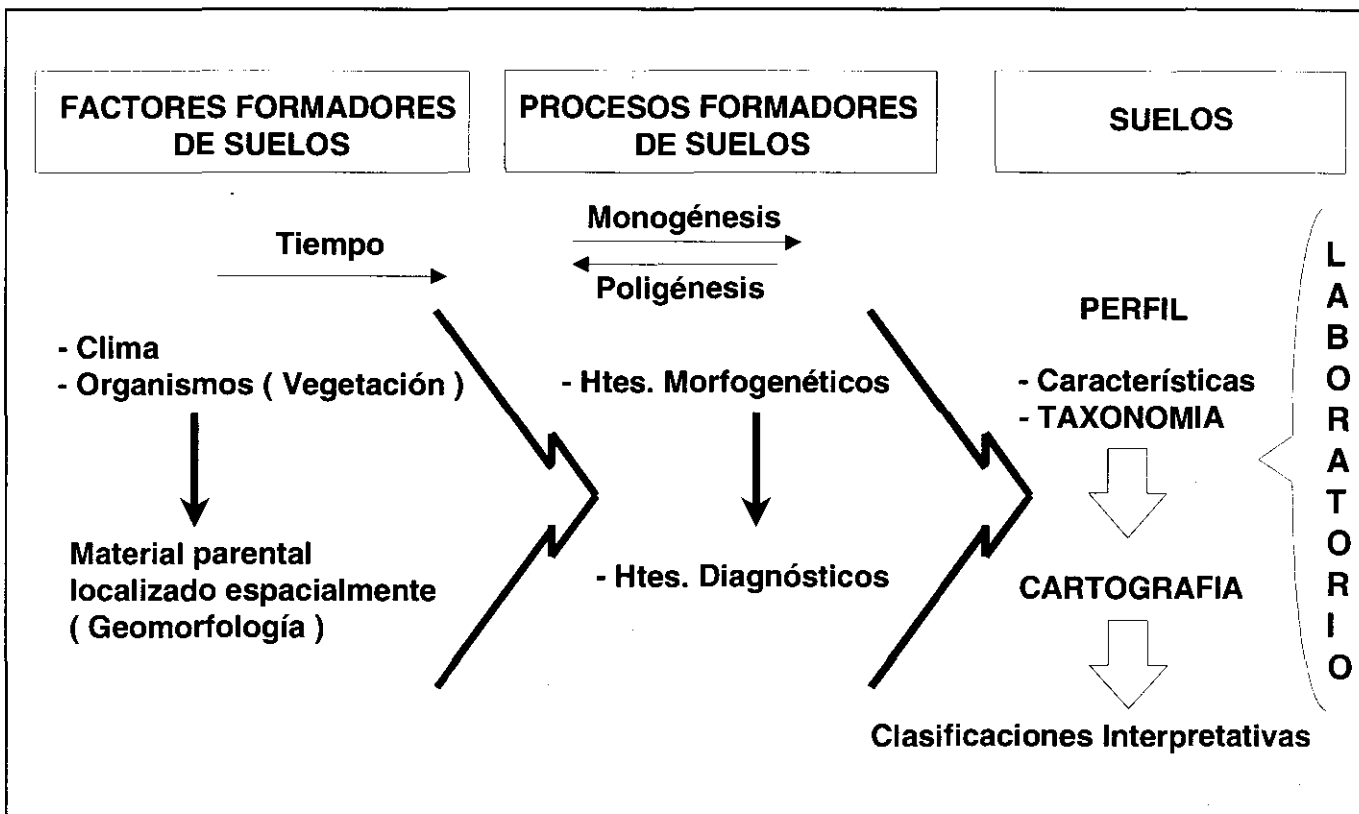 FACTORES FORMADORES
DE SUELOS
PROCESOS FORMADORES
DE SUELOS
SUELOS
Tiempo
- Clima
- Organismos ( Vegetación )
Material parental
localizado espacialmente
( Geomorfología )
Monogénesis
Poligénesis
- Htes. Morfogenéticos
- Htes. Diagnósticos
PERFIL
- Características
- TAXONOMIA
CARTOGRAFIA
Clasificaciones Interpretativas
LABORATORIO